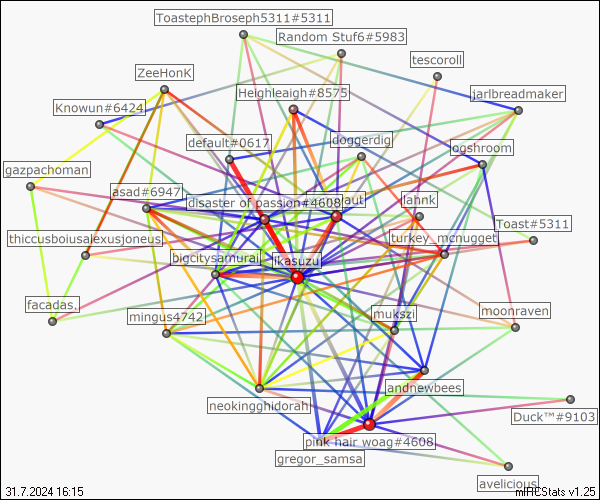 ToastephBroseph5311#5311
Random Stuf6#5983
tescoroll
ZeeHonK
Heighleaigh#8575
jarlbreadmaker
Knowun#6424
default#0617
doggerdig
ogshroom
gazpachoman
asad#6947
disaster of passion#4608
aut
lahnk
Toast#5311
thiccusboiusalexusjoneus
turkey_mcnugget
bigcitysamurai
ikasuzu
facadas.
mingus4742
mukszi
moonraven
andnewbees
neokingghidorah
Duck™#9103
pink hair woag#4608
gregor_samsa
avelicious
31.7.2024 16:15
mIRCStats v1.25